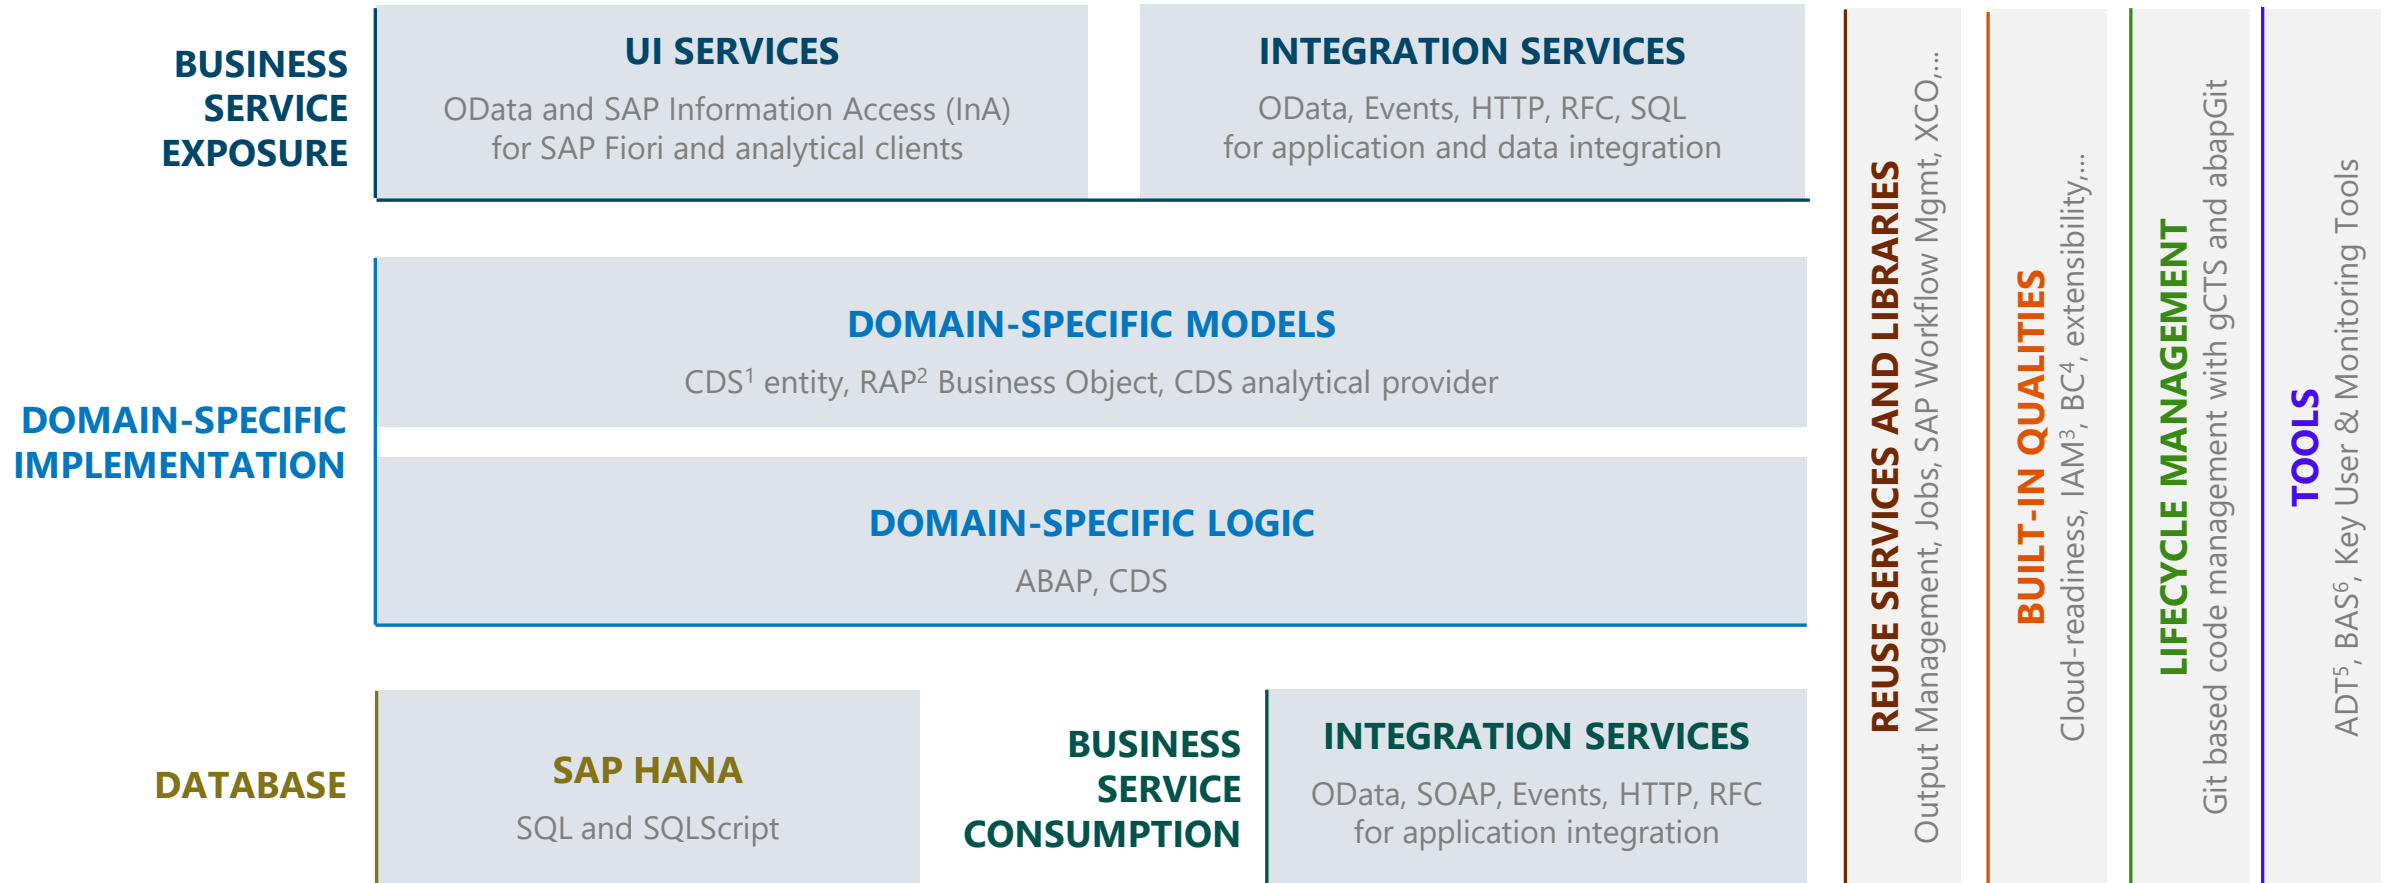 BUSINESS
SERVICE
EXPOSURE
UI SERVICES
OData and SAP Information Access (InA)
for SAP Fiori and analytical clients
INTEGRATION SERVICES
OData, Events, HTTP, RFC, SQL
for application and data integration
DOMAIN-SPECIFIC
IMPLEMENTATION
DOMAIN-SPECIFIC MODELS
CDS¹ entity, RAP² Business Object, CDS analytical provider
DOMAIN-SPECIFIC LOGIC
ABAP, CDS
DATABASE
SAP HANA
SQL and SQLScript
BUSINESS
SERVICE
CONSUMPTION
INTEGRATION SERVICES
OData, SOAP, Events, HTTP, RFC
for application integration
REUSE SERVICES AND LIBRARIES
Output Management, Jobs, SAP Workflow Mgmt, XCO,...
BUILT-IN QUALITIES
Cloud-readiness, IAM³, BC⁴, extensibility,...
LIFECYCLE MANAGEMENT
Git based code management with gCTS and abapGit
TOOLS
ADT⁵, BAS⁶, Key User & Monitoring Tools